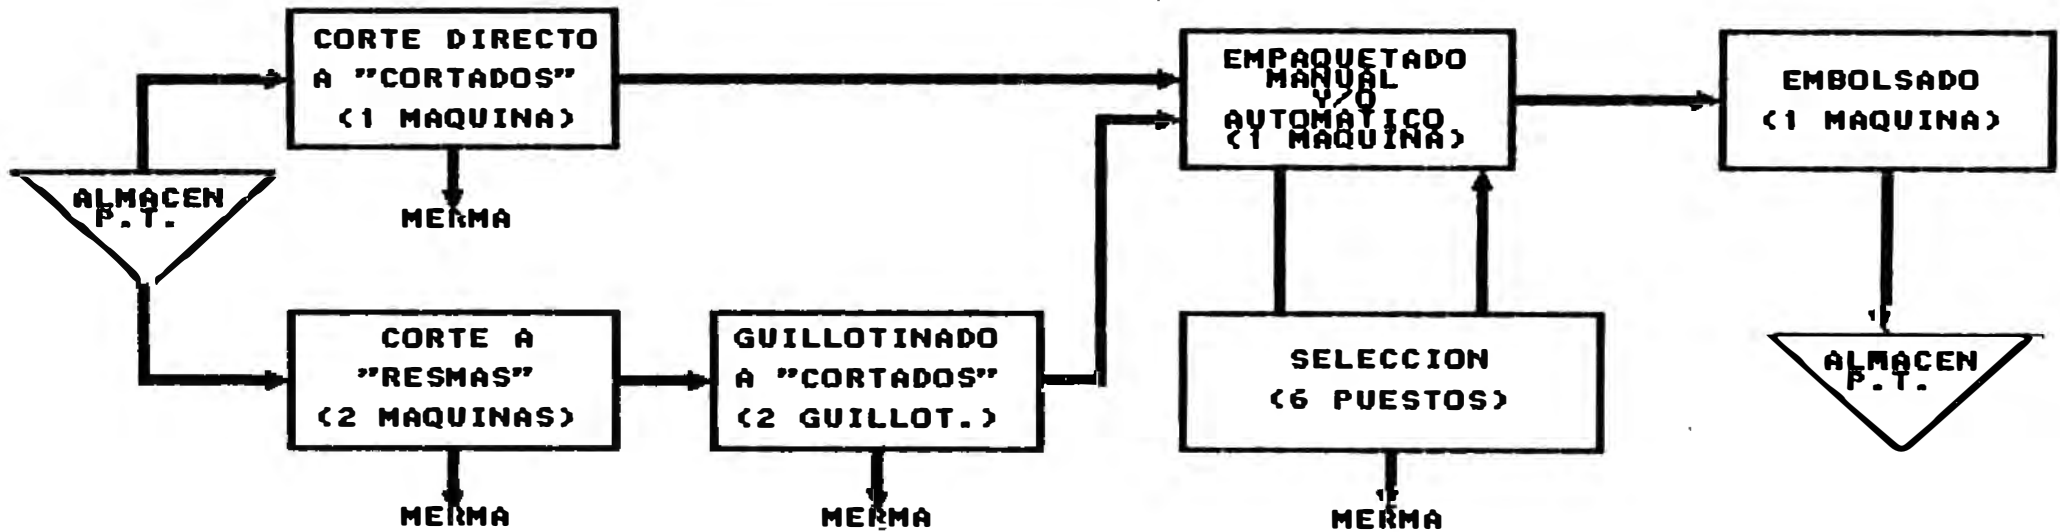 CORTE DIRECTO
A "CORTADOS"
(1 MAQUINA)
MERMA
ALMACEN
P.T.
CORTE A
"RESMAS"
(2 MAQUINAS)
MERMA
GUILLOTINADO
A "CORTADOS"
(2 GUILLOT.)
MERMA
EMPAQUETADO
MANUAL
Y/O
AUTOMATICO
(1 MAQUINA)
SELECCION
(6 PUESTOS)
MERMA
EMBOLSADO
(1 MAQUINA)
ALMACEN
P.T.